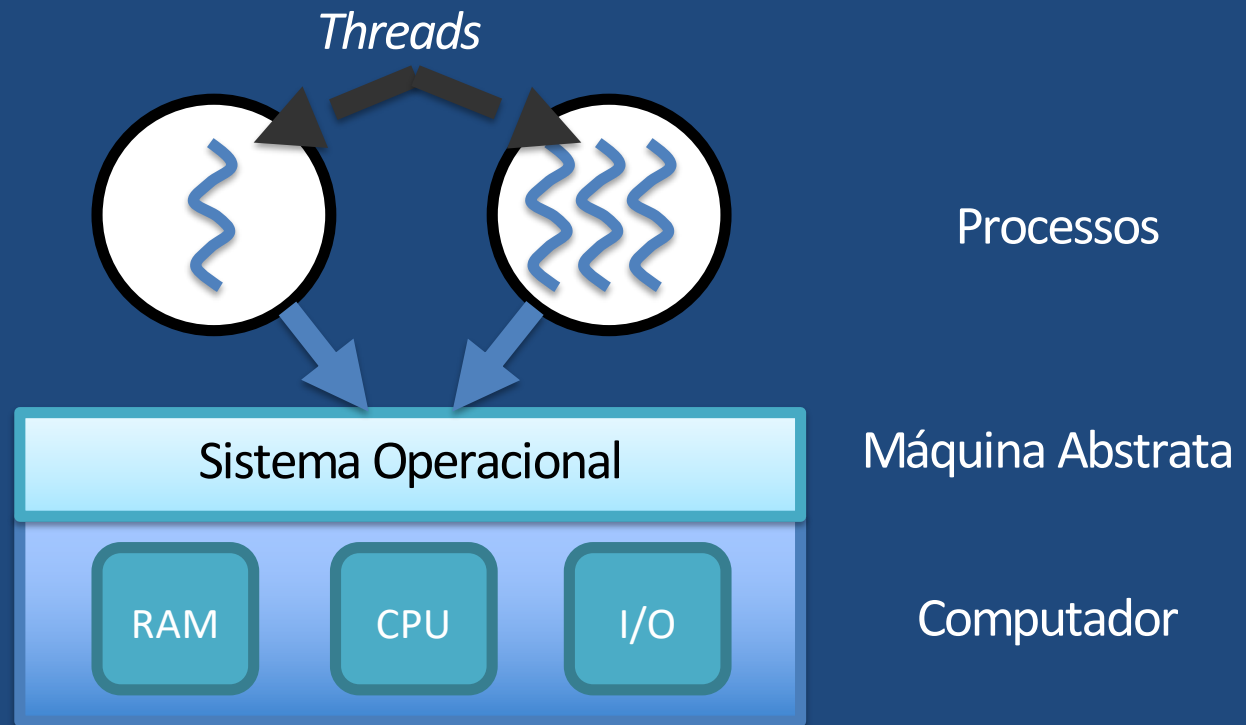 Threads
Processos
Sistema Operacional
Máquina Abstrata
RAM
CPU
I/O
Computador